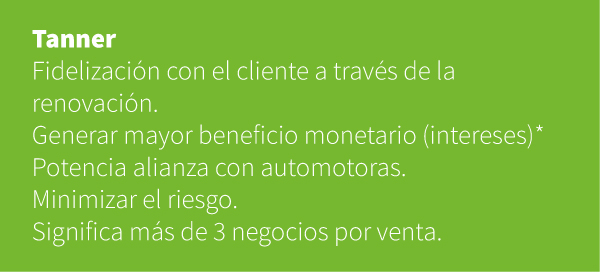 Tanner
Fidelización con el cliente a través de la
renovación.
Generar mayor beneficio monetario (intereses)*
Potencia alianza con automotoras.
Minimizar el riesgo.
Significa más de 3 negocios por venta.